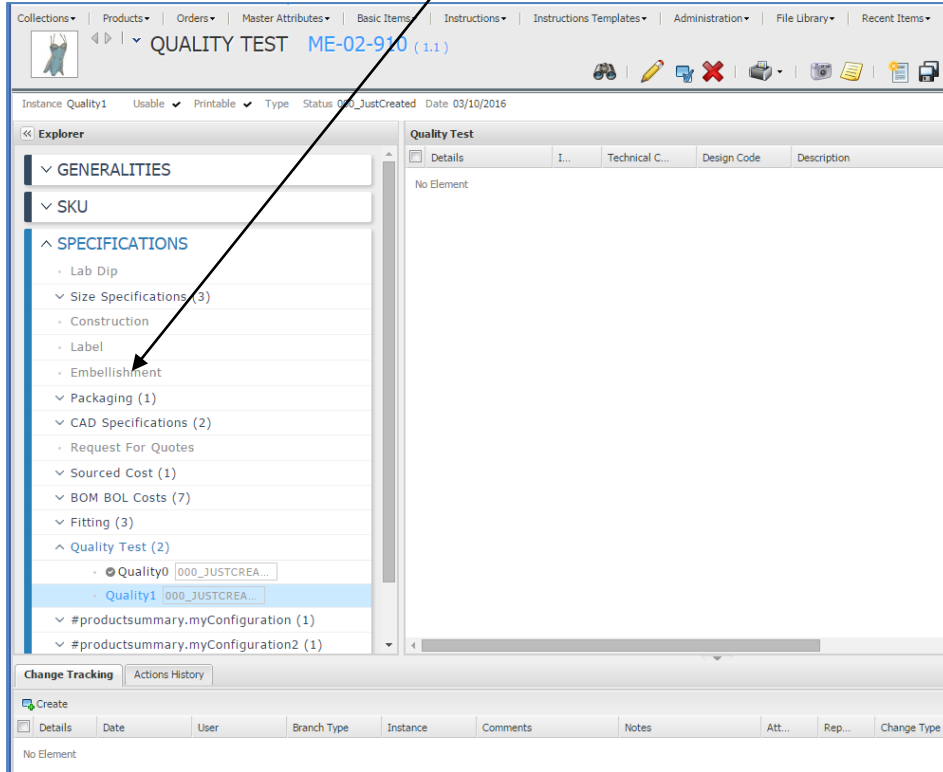 Collections Products Orders Master Attributes Basic Items Instructions Instructions Templates Administration File Library Recent Items
QUALITY TEST ME-02-910 ( 1.1 )
Instance Quality1 Usable Printable Type Status 000_JustCreated Date 03/10/2016
Explorer
GENERALITIES
SKU
SPECIFICATIONS
Lab Dip
Size Specifications (3)
Construction
Label
Embellishment
Packaging (1)
CAD Specifications (2)
Request For Quotes
Sourced Cost (1)
BOM BOL Costs (7)
Fitting (3)
Quality Test (2)
Quality0 000_JUSTCREA...
Quality1 000_JUSTCREA...
#productsummary.myConfiguration (1)
#productsummary.myConfiguration2 (1)
Quality Test
Details I... Technical C... Design Code Description
No Element
Change Tracking Actions History
Create
Details Date User Branch Type Instance Comments Notes Att... Rep... Change Type
No Element